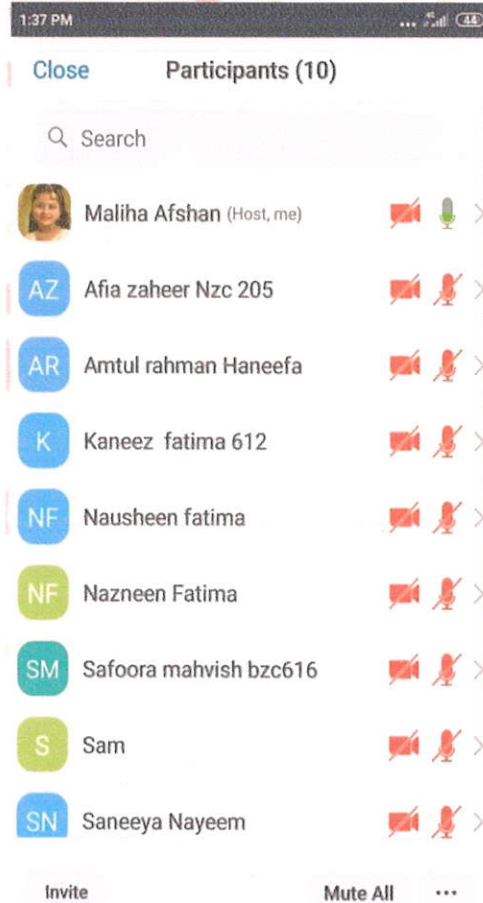 1:37 PM ... 4G 44
Close Participants (10)
Search
Maliha Afshan (Host, me)
AZ Afia zaheer Nzc 205
AR Amtul rahman Haneefa
K Kaneez fatima 612
NF Nausheen fatima
NF Nazneen Fatima
SM Safoora mahvish bzc616
S Sam
SN Saneeya Nayeem
Invite Mute All ...